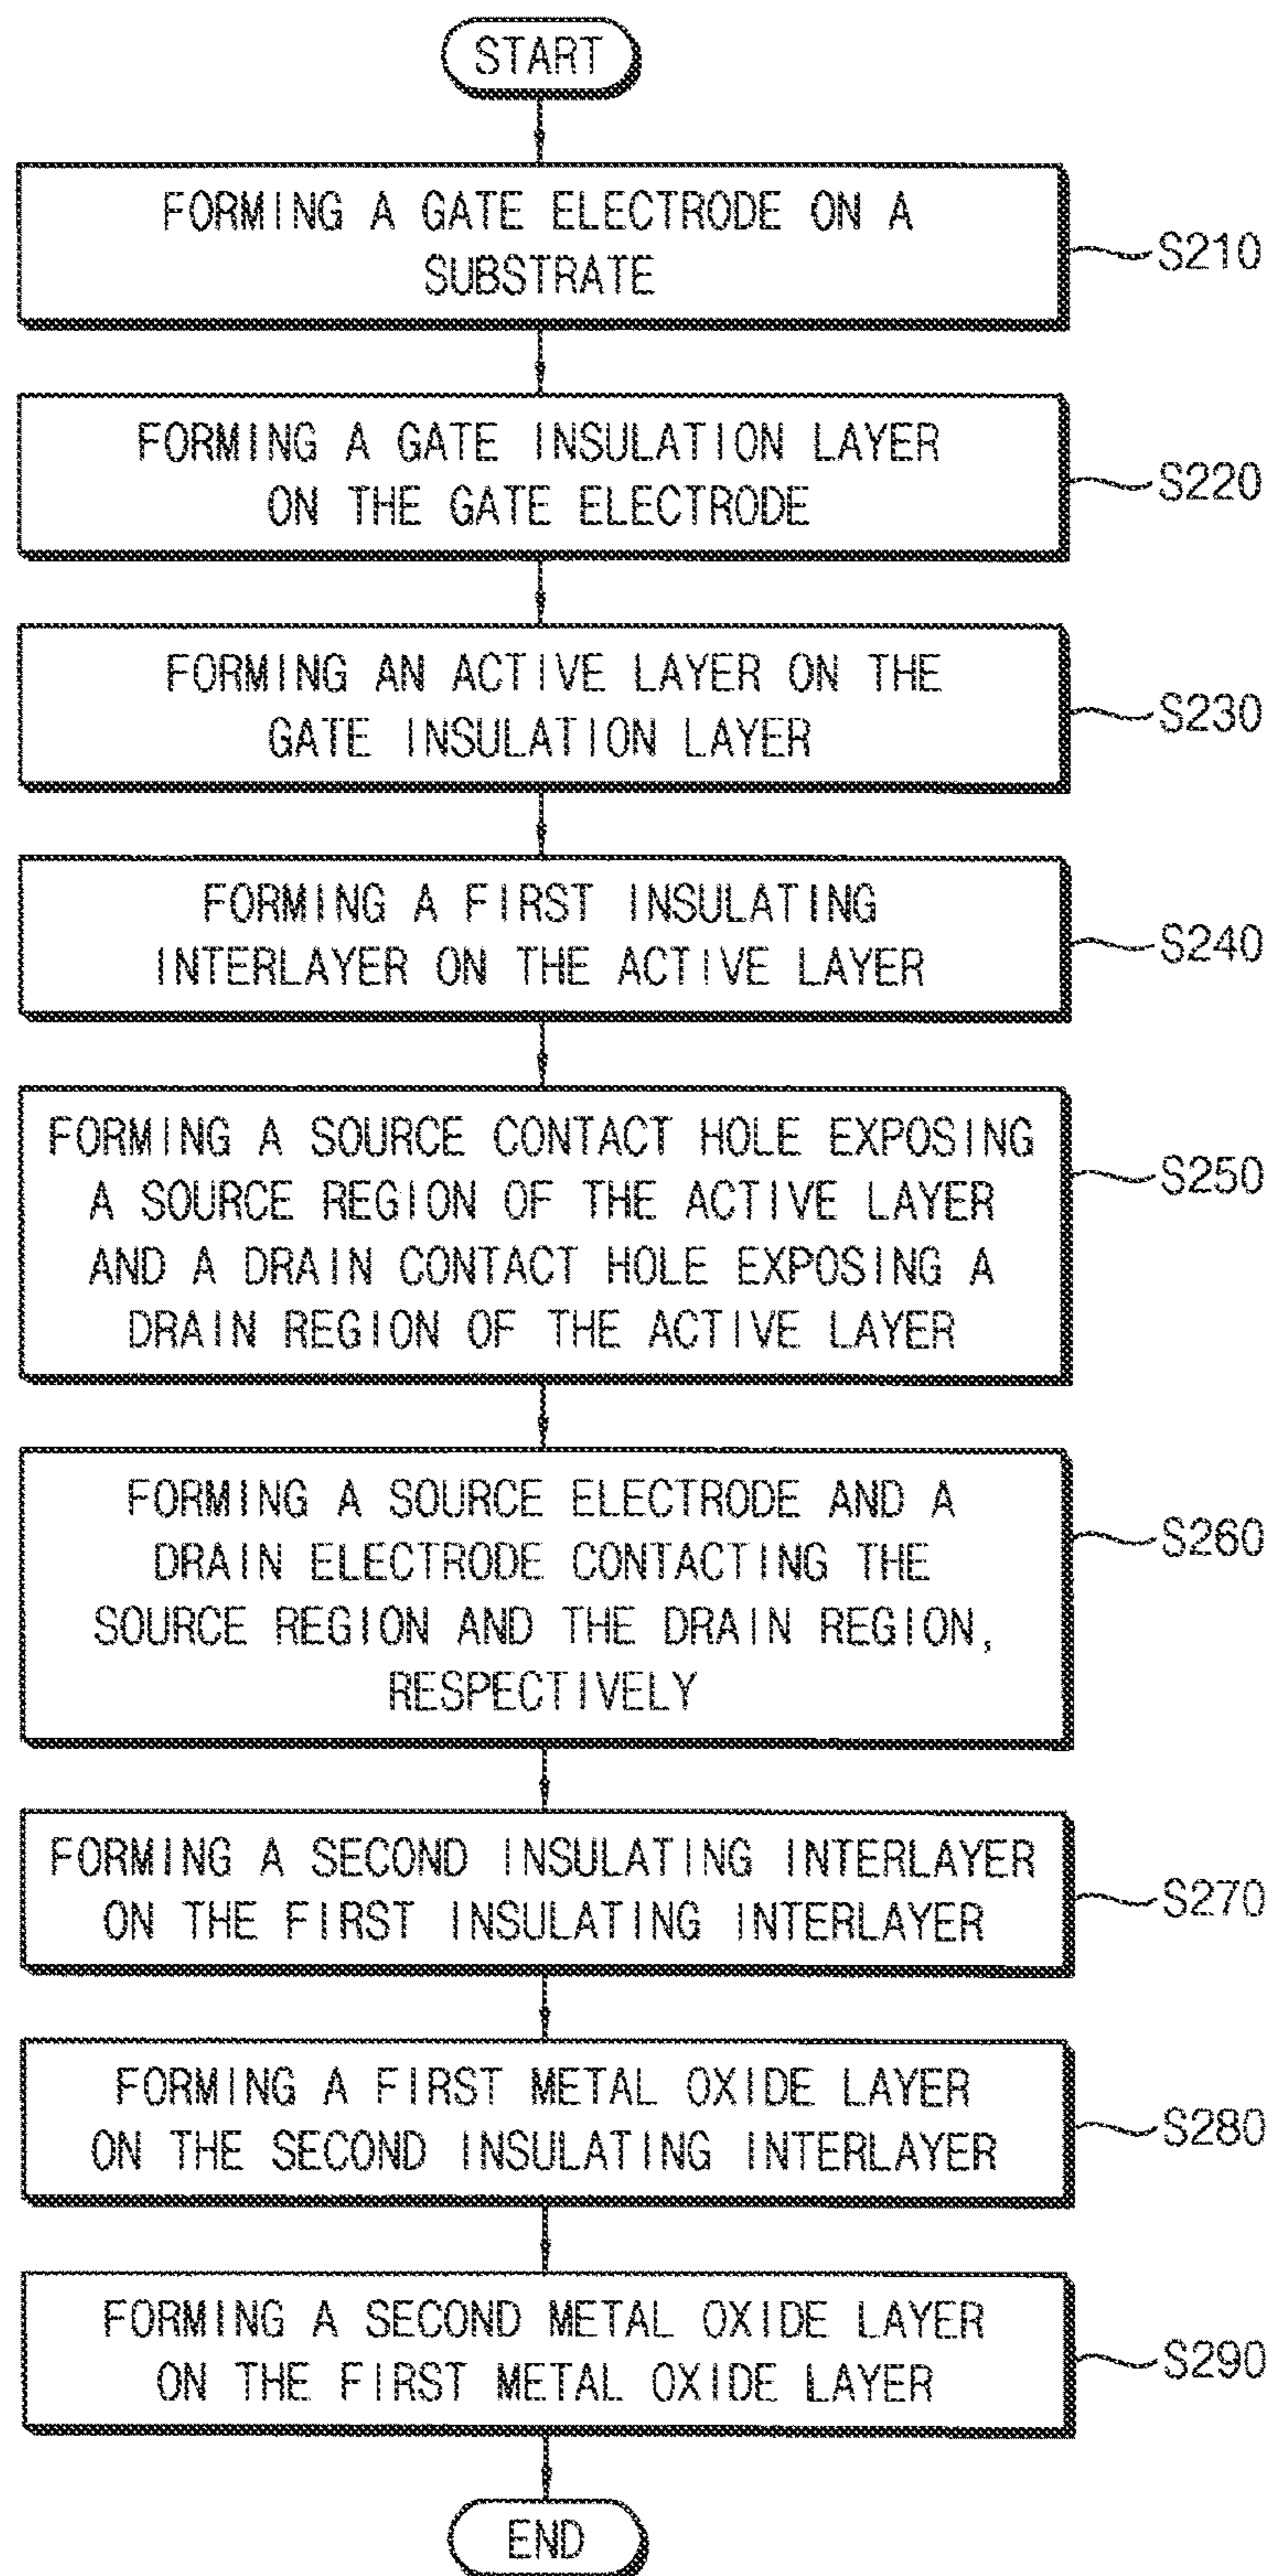 START
FORMING A GATE ELECTRODE ON A
SUBSTRATE
S210
FORMING A GATE INSULATION LAYER
ON THE GATE ELECTRODE
S220
FORMING AN ACTIVE LAYER ON THE
GATE INSULATION LAYER
S230
FORMING A FIRST INSULATING
INTERLAYER ON THE ACTIVE LAYER
S240
FORMING A SOURCE CONTACT HOLE EXPOSING
A SOURCE REGION OF THE ACTIVE LAYER
AND A DRAIN CONTACT HOLE EXPOSING A
DRAIN REGION OF THE ACTIVE LAYER
S250
FORMING A SOURCE ELECTRODE AND A
DRAIN ELECTRODE CONTACTING THE
SOURCE REGION AND THE DRAIN REGION,
RESPECTIVELY
S260
FORMING A SECOND INSULATING INTERLAYER
ON THE FIRST INSULATING INTERLAYER
S270
FORMING A FIRST METAL OXIDE LAYER
ON THE SECOND INSULATING INTERLAYER
S280
FORMING A SECOND METAL OXIDE LAYER
ON THE FIRST METAL OXIDE LAYER
S290
END